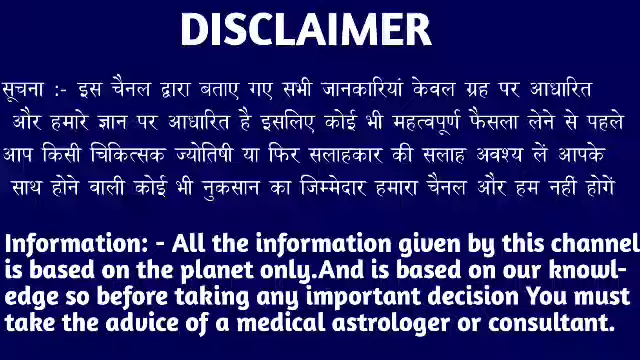 DISCLAIMER
सूचना :- इस चैनल द्वारा बताए गए सभी जानकारियां केवल ग्रह पर आधारित
और हमारे ज्ञान पर आधारित है इसलिए कोई भी महत्वपूर्ण फैसला लेने से पहले
आप किसी चिकित्सक ज्योतिषी या फिर सलाहकार की सलाह अवश्य लें आपके
साथ होने वाली कोई भी नुकसान का जिम्मेदार हमारा चैनल और हम नहीं होगें
Information: - All the information given by this channel
is based on the planet only.And is based on our knowl-
edge so before taking any important decision You must
take the advice of a medical astrologer or consultant.